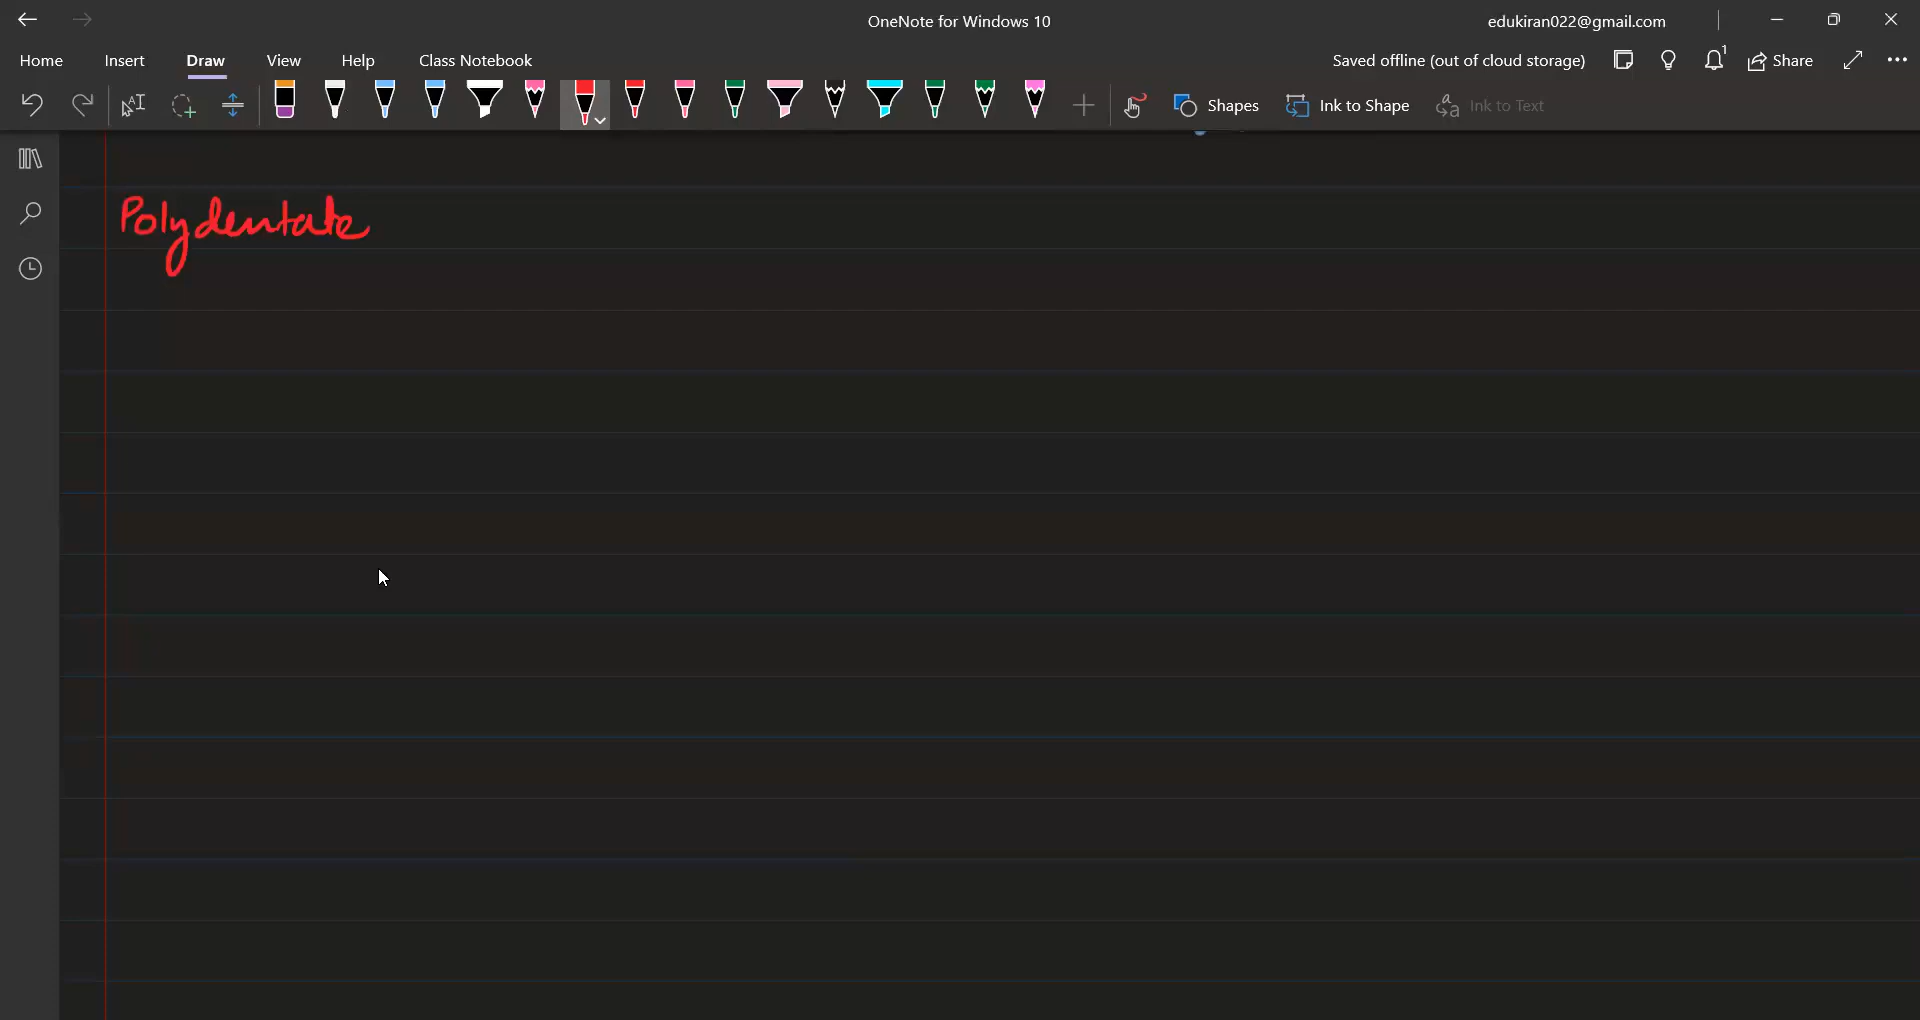 OneNote for Windows 10
edukiran022@gmail.com
Home Insert Draw View Help Class Notebook
Saved offline (out of cloud storage)
1
Share
Shapes
Ink to Shape
Ink to Text
Polydentate